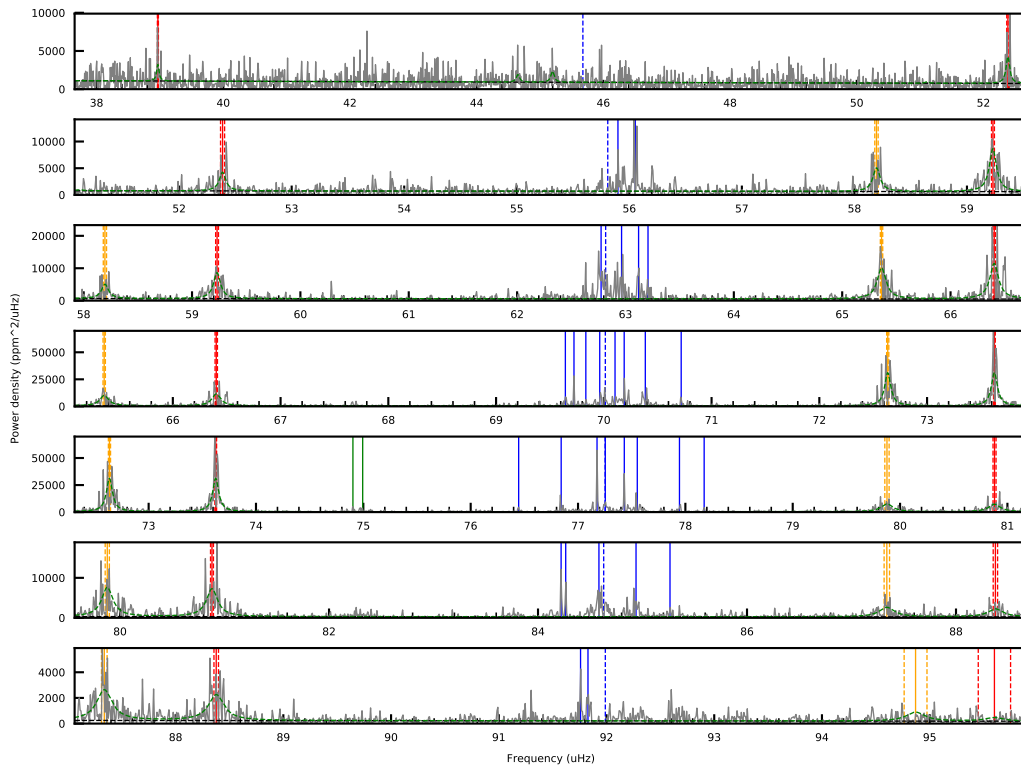 10000
5000
0
38 40 42 44 46 48 50 52
10000
5000
0
52 53 54 55 56 57 58 59
20000
10000
0
58 59 60 61 62 63 64 65 66
50000
25000
0
66 67 68 69 70 71 72 73
50000
25000
0
73 74 75 76 77 78 79 80 81
10000
0
80 82 84 86 88
4000
2000
0
88 89 90 91 92 93 94 95
Power density (ppm^2/uHz)
Frequency (uHz)